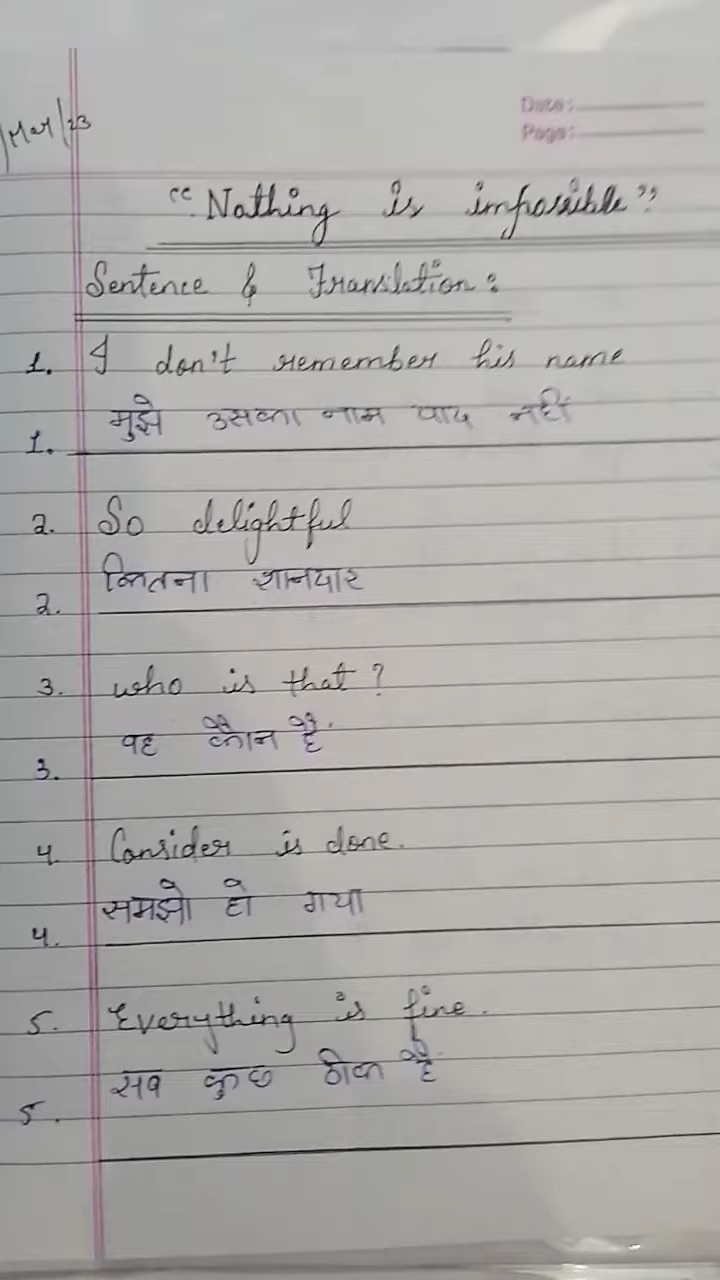 /Mar/23
Date:
Page:
"Nothing is impossible"
Sentence & Translation:
1. I don't remember his name
1. मुझे उसका नाम याद नहीं
2. So delightful
2. कितना शानदार
3. who is that?
3. वह कौन है.
4. Consider is done.
4. समझो हो गया
5. Everything is fine.
5. सब कुछ ठीक है